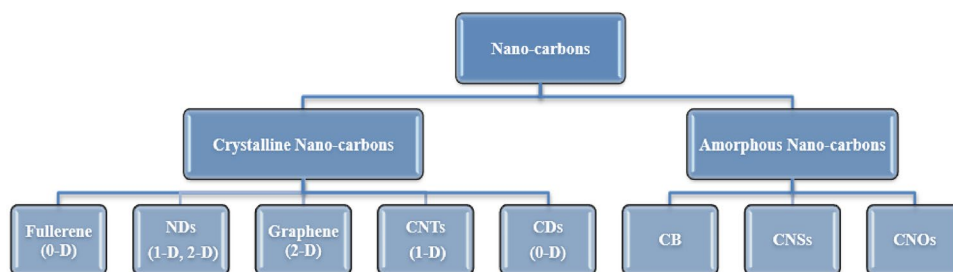 Nano-carbons
Crystalline Nano-carbons
Amorphous Nano-carbons
Fullerene
(0-D)
NDs
(1-D, 2-D)
Graphene
(2-D)
CNTs
(1-D)
CDs
(0-D)
CB
CNSs
CNOs